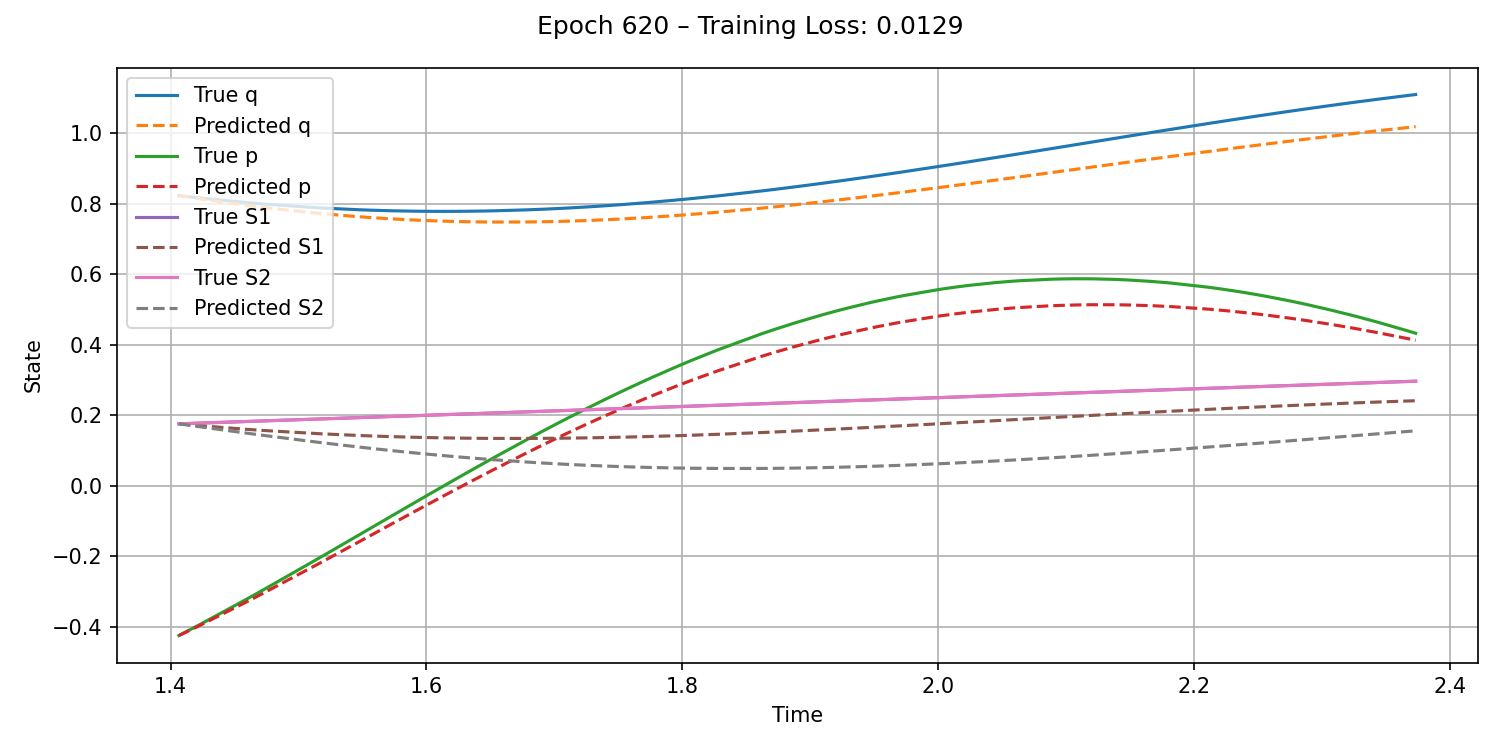 Epoch 620 – Training Loss: 0.0129
True q
Predicted q
True p
Predicted p
True S1
Predicted S1
True S2
Predicted S2
State
1.0
0.8
0.6
0.4
0.2
0.0
−0.2
−0.4
1.4 1.6 1.8 2.0 2.2 2.4
Time